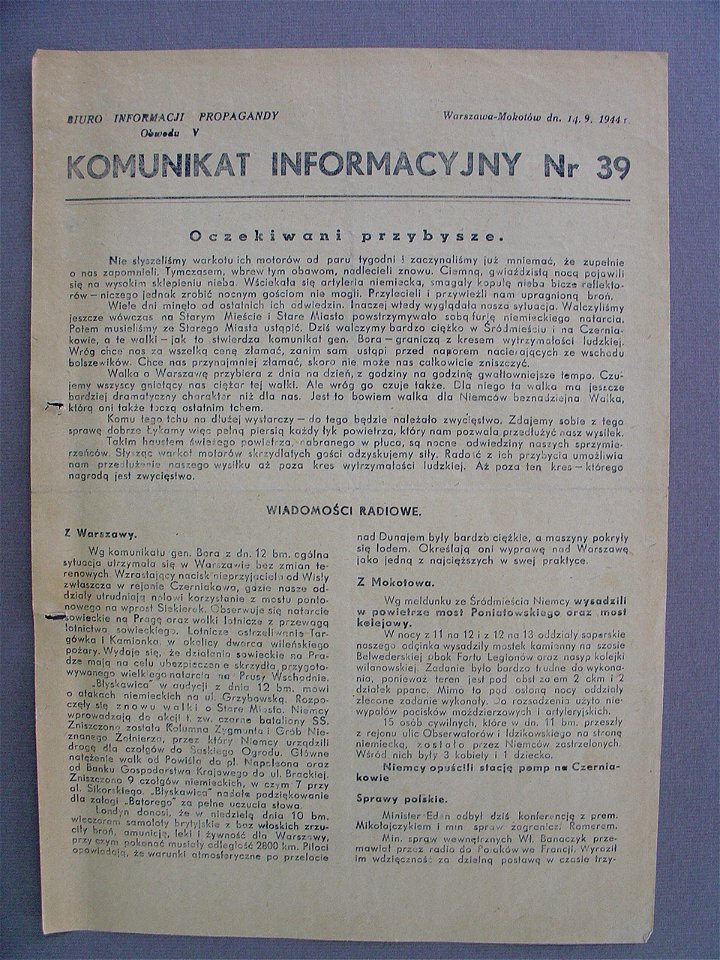 BIURO INFORMACJI PROPAGANDY
Obwodu V
Warszawa-Mokotów dn. 14. 9. 1944 r.
KOMUNIKAT INFORMACYJNY Nr 39
Oczekiwani przybysze.
Nie słyszeliśmy warkotu ich motorów od paru tygodni i zaczynaliśmy już mniemać, że zupełnie
o nas zapomnieli. Tymczasem, wbrew tym obawom, nadlecieli znowu. Ciemną, gwiaździstą nocą pojawili
się na wysokim sklepieniu nieba. Wściekała się artyleria niemiecka, smagały kopułę nieba bicze reflekto-
rów — niczego jednak zrobić nocnym gościom nie mogli. Przylecieli i przywieźli nam upragnioną broń.
Wiele dni minęło od ostatnich ich odwiedzin. Inaczej wtedy wyglądała nasza sytuacja. Walczyliśmy
jeszcze wówczas na Starym Mieście i Stare Miasto powstrzymywało sobą furię niemieckiego natarcia.
Potem musieliśmy ze Starego Miasta ustąpić. Dziś walczymy bardzo ciężko w Śródmieściu i na Czernia-
kowie, a te walki — jak to stwierdza komunikat gen. Bora — graniczą z kresem wytrzymałości ludzkiej.
Wróg chce nas za wszelką cenę złamać, zanim sam ustąpi przed naporem nacierających ze wschodu
bolszewików. Chce nas przynajmniej złamać, skoro nie może nas całkowicie zniszczyć.
Walka o Warszawę przybiera z dnia na dzień, z godziny na godzinę gwałtowniejsze tempo. Czu-
jemy wszyscy gniotący nas ciężar tej walki. Ale wróg go czuje także. Dla niego ta walka ma jeszcze
bardziej dramatyczny charakter niż dla nas. Jest to bowiem walka dla Niemców beznadziejna Walka,
którą oni także toczą ostatnim tchem.
Komu tego tchu na dłużej wystarczy — do tego będzie należało zwycięstwo. Zdajemy sobie z tego
sprawę dobrze Łykamy więc pełną piersią każdy łyk powietrza, który nam pozwala przedłużyć nasz wysiłek.
Takim haustem świeżego powietrza, nabranego w płuca, są nocne odwiedziny naszych sprzymie-
rzeńców. Słysząc warkot motorów skrzydlatych gości odzyskujemy siły. Radość z ich przybycia umożliwia
nam przedłużenie naszego wysiłku aż poza kres wytrzymałości ludzkiej. Aż poza ten kres — którego
nagrodą jest zwycięstwo.
WIADOMOŚCI RADIOWE.
Z Warszawy.
Wg komunikatu gen. Bora z dn. 12 bm. ogólna
sytuacja utrzymała się w Warszawie bez zmian te-
renowych Wzrastający nacisk nieprzyjaciela od Wisły
zwłaszcza w rejonie Czerniakowa, gdzie nasze od-
działy utrudniają npłowi korzystanie z mostu ponto-
nowego na wprost Siekierek. Obserwuje się natarcie
sowieckie na Pragę oraz walki lotnicze z przewagą
lotnictwa sowieckiego. Lotnicze ostrzeliwanie Tar-
gówka i Kamionka, w okolicy dworca wileńskiego
pożary. Wydaje się, że działania sowieckie na Pra-
dze mają na celu ubezpieczenie skrzydła przygoto-
wywanego wielkiego natarcia na Prusy Wschodnie.
„Błyskawica" w audycji z dnia 12 bm. mówi
o atakach niemieckich na ul. Grzybowską. Rozpo-
częły się znowu walki o Stare Miasto. Niemcy
wprowadzają do akcji t. zw. czarne bataliony SS.
Zniszczona została Kolumna Zygmunta i Grób Nie-
znanego Żołnierza, przez który Niemcy urządzili
drogę dla czołgów do Saskiego Ogrodu. Główne
natężenie walk od Powiśla do pl. Napoleona oraz
od Banku Gospodarstwa Krajowego do ul. Brackiej.
Zniszczono 9 czołgów niemieckich, w czym 7 przy
al. Sikorskiego. „Błyskawica" nadała podziękowanie
dla załogi „Batorego" za pełne uczucia słowa.
Londyn donosi, że w niedzielę dnia 10 bm.
wieczorem samoloty brytyjskie z baz włoskich zrzu-
ciły broń, amunicję, leki i żywność dla Warszawy,
przy czym pokonać musiały odległość 2800 km. Piloci
opowiadają, że warunki atmosferyczne po przelocie
nad Dunajem były bardzo ciężkie, a maszyny pokryły
się lodem. Określają oni wyprawę nad Warszawę
jako jedną z najcięższych w swej praktyce.
Z Mokotowa.
Wg meldunku ze Śródmieścia Niemcy wysadzili
w powietrze most Poniatowskiego oraz most
kolejowy.
W nocy z 11 na 12 i z 12 na 13 oddziały saperskie
naszego odcinka wysadziły mostek kamienny na szosie
Belwederskiej obok Fortu Legionów oraz nasyp kolejki
wilanowskiej. Zadanie było bardzo trudne do wykona-
nia, ponieważ teren jest pod obstrzałem 2 ckm i 2
działek ppanc. Mimo to pod osłoną nocy oddziały
zlecone zadanie wykonały. Do rozsadzenia użyto nie-
wypałów pocisków moździerzowych i artyleryjskich.
15 osób cywilnych, które w dn. 11 bm. przeszły
z rejonu ulic Obserwatorów i Idzikowskiego na stronę
niemiecką, zostało przez Niemców zastrzelonych.
Wśród nich były 3 kobiety i 1 dziecko.
Niemcy opuścili stację pomp na Czernia-
kowie
Sprawy polskie.
Minister Eden odbył dziś konferencję z prem.
Mikołajczykiem i min spraw zagranicz. Romerem.
Min. spraw wewnętrznych Wł. Banaczyk prze-
mawiał przez radio do Polaków we Francji. Wyraził
im wdzięczność za dzielną postawę w czasie trzy-